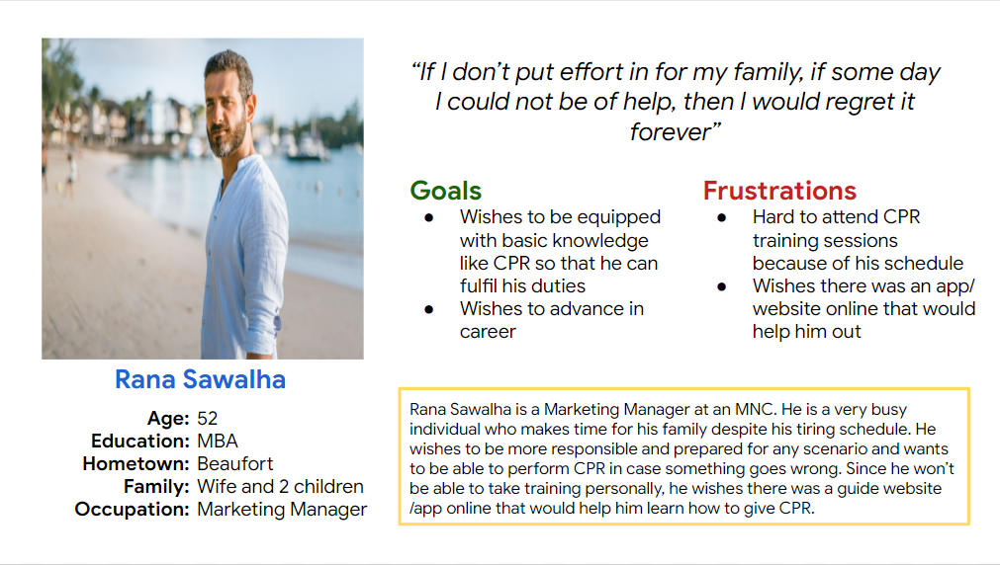 “If I don’t put effort in for my family, if some day
I could not be of help, then I would regret it
forever”
Goals
● Wishes to be equipped
with basic knowledge
like CPR so that he can
fulfil his duties
● Wishes to advance in
career
Frustrations
● Hard to attend CPR
training sessions
because of his schedule
● Wishes there was an app/
website online that would
help him out
Rana Sawalha
Age: 52
Education: MBA
Hometown: Beaufort
Family: Wife and 2 children
Occupation: Marketing Manager
Rana Sawalha is a Marketing Manager at an MNC. He is a very busy
individual who makes time for his family despite his tiring schedule. He
wishes to be more responsible and prepared for any scenario and wants
to be able to perform CPR in case something goes wrong. Since he won’t
be able to take training personally, he wishes there was a guide website
/app online that would help him learn how to give CPR.